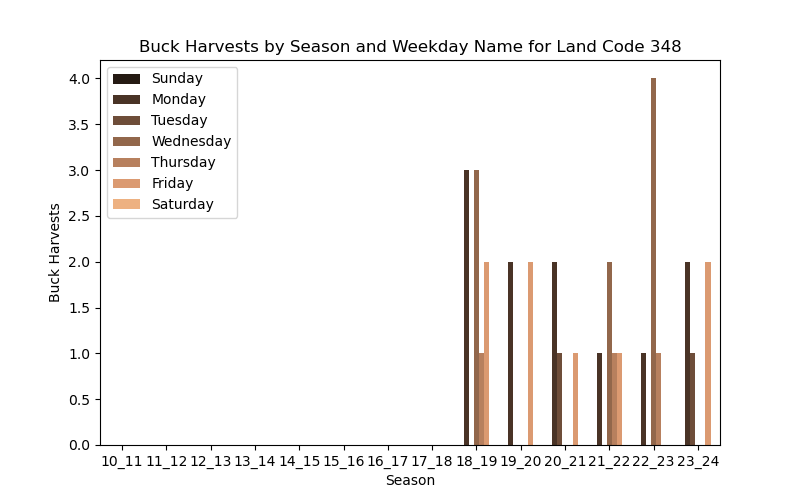 Buck Harvests by Season and Weekday Name for Land Code 348
4.0
3.5
3.0
2.5
2.0
1.5
1.0
0.5
0.0
Buck Harvests
Sunday
Monday
Tuesday
Wednesday
Thursday
Friday
Saturday
10_11 11_12 12_13 13_14 14_15 15_16 16_17 17_18 18_19 19_20 20_21 21_22 22_23 23_24
Season